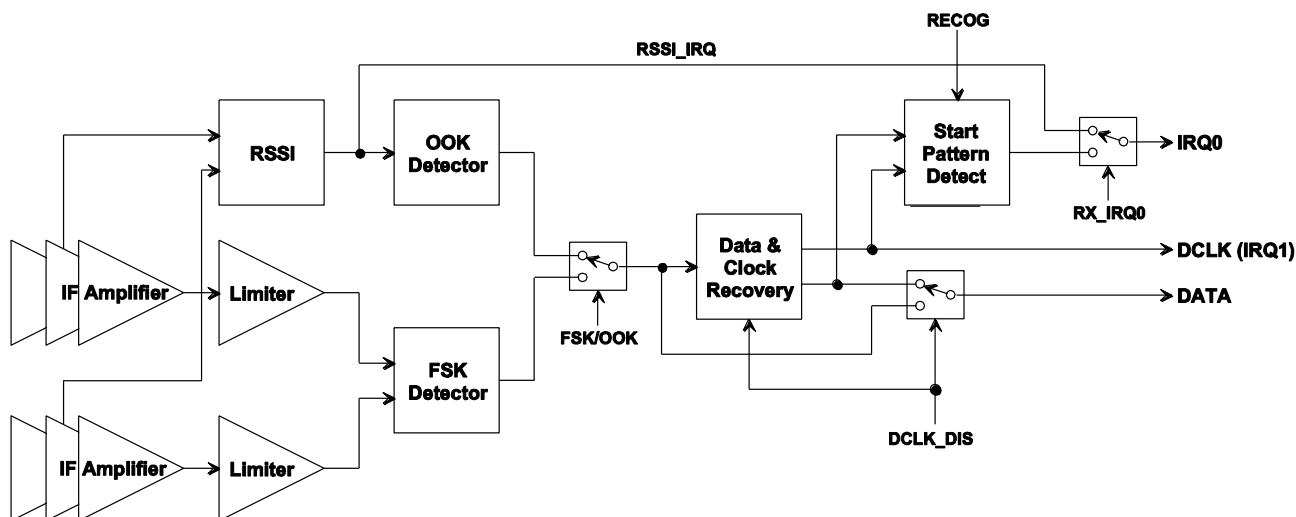 RECOG
RSSI_IRQ
RSSI
OOK
Detector
Start
Pattern
Detect
IRQ0
RX_IRQ0
IF Amplifier
Limiter
Data &
Clock
Recovery
DCLK (IRQ1)
DATA
FSK/OOK
FSK
Detector
DCLK_DIS
IF Amplifier
Limiter